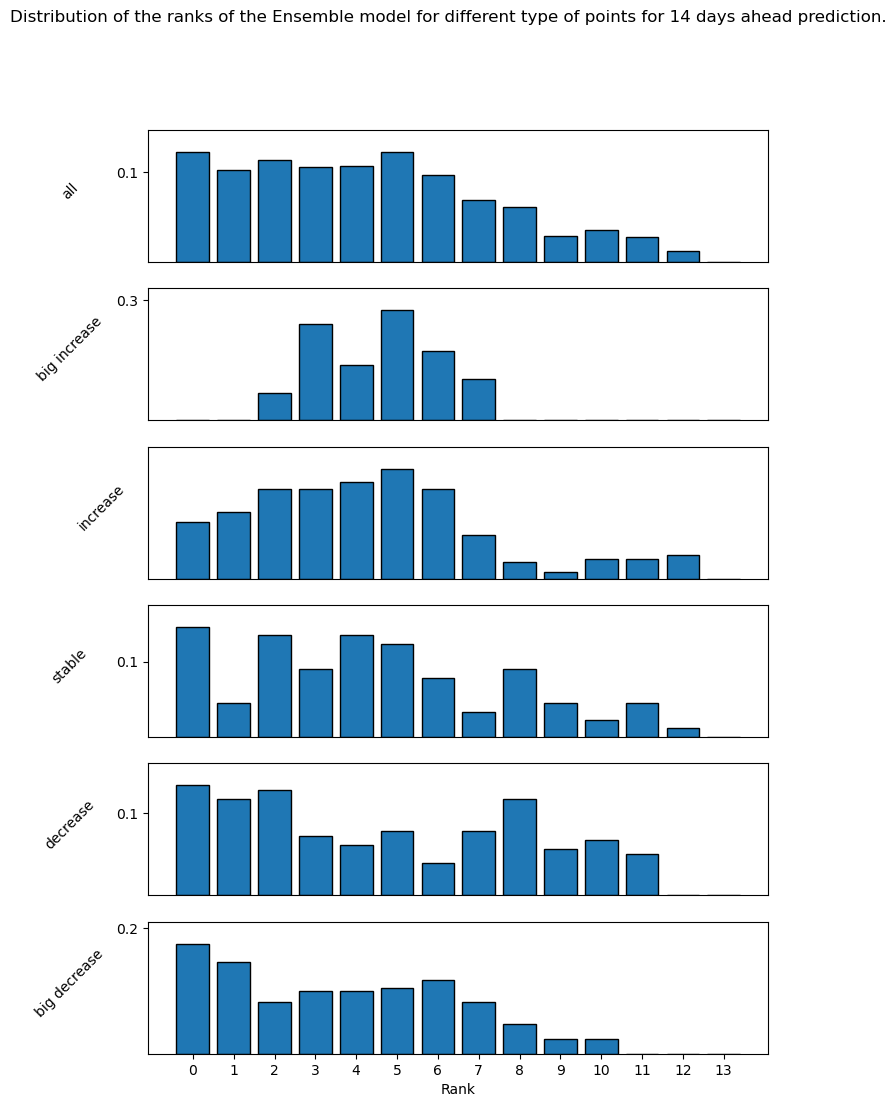 Distribution of the ranks of the Ensemble model for different type of points for 14 days ahead prediction.
all
0.1
big increase
0.3
increase
stable
0.1
decrease
0.1
big decrease
0.2
0 1 2 3 4 5 6 7 8 9 10 11 12 13
Rank